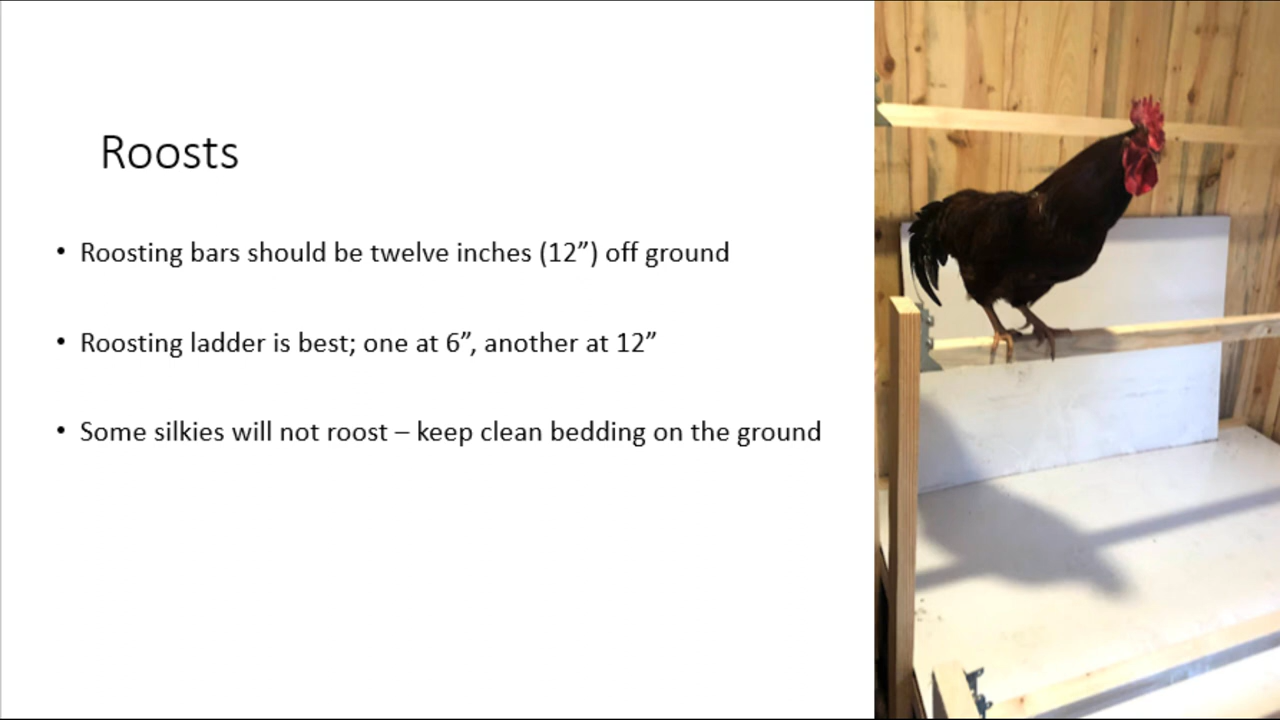 Roosts
• Roosting bars should be twelve inches (12”) off ground
• Roosting ladder is best; one at 6”, another at 12”
• Some silkies will not roost – keep clean bedding on the ground